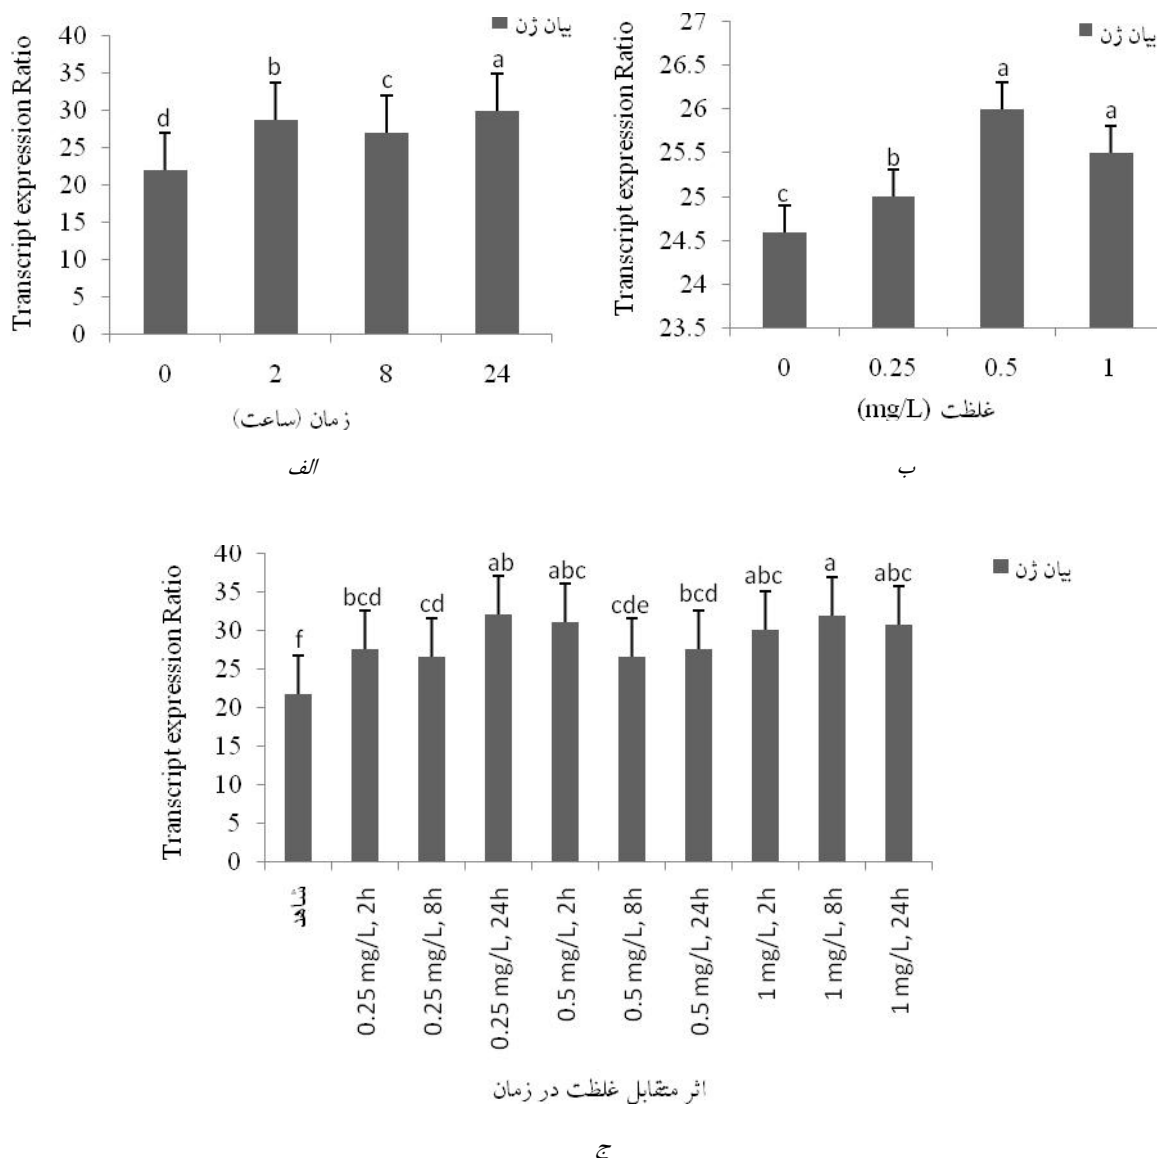 بیان ژن
Transcript expression Ratio
40
35
30
25
20
15
10
5
0
d
b
c
a
0 2 8 24
زمان (ساعت)
الف
بیان ژن
Transcript expression Ratio
27
26.5
26
25.5
25
24.5
24
23.5
c
b
a
a
0 0.25 0.5 1
غلظت (mg/L)
ب
بیان ژن
Transcript expression Ratio
40
35
30
25
20
15
10
5
0
f
bcd
cd
ab
abc
cde
bcd
abc
a
abc
شاهد
0.25 mg/L, 2h
0.25 mg/L, 8h
0.25 mg/L, 24h
0.5 mg/L, 2h
0.5 mg/L, 8h
0.5 mg/L, 24h
1 mg/L, 2h
1 mg/L, 8h
1 mg/L, 24h
اثر متقابل غلظت در زمان
ج